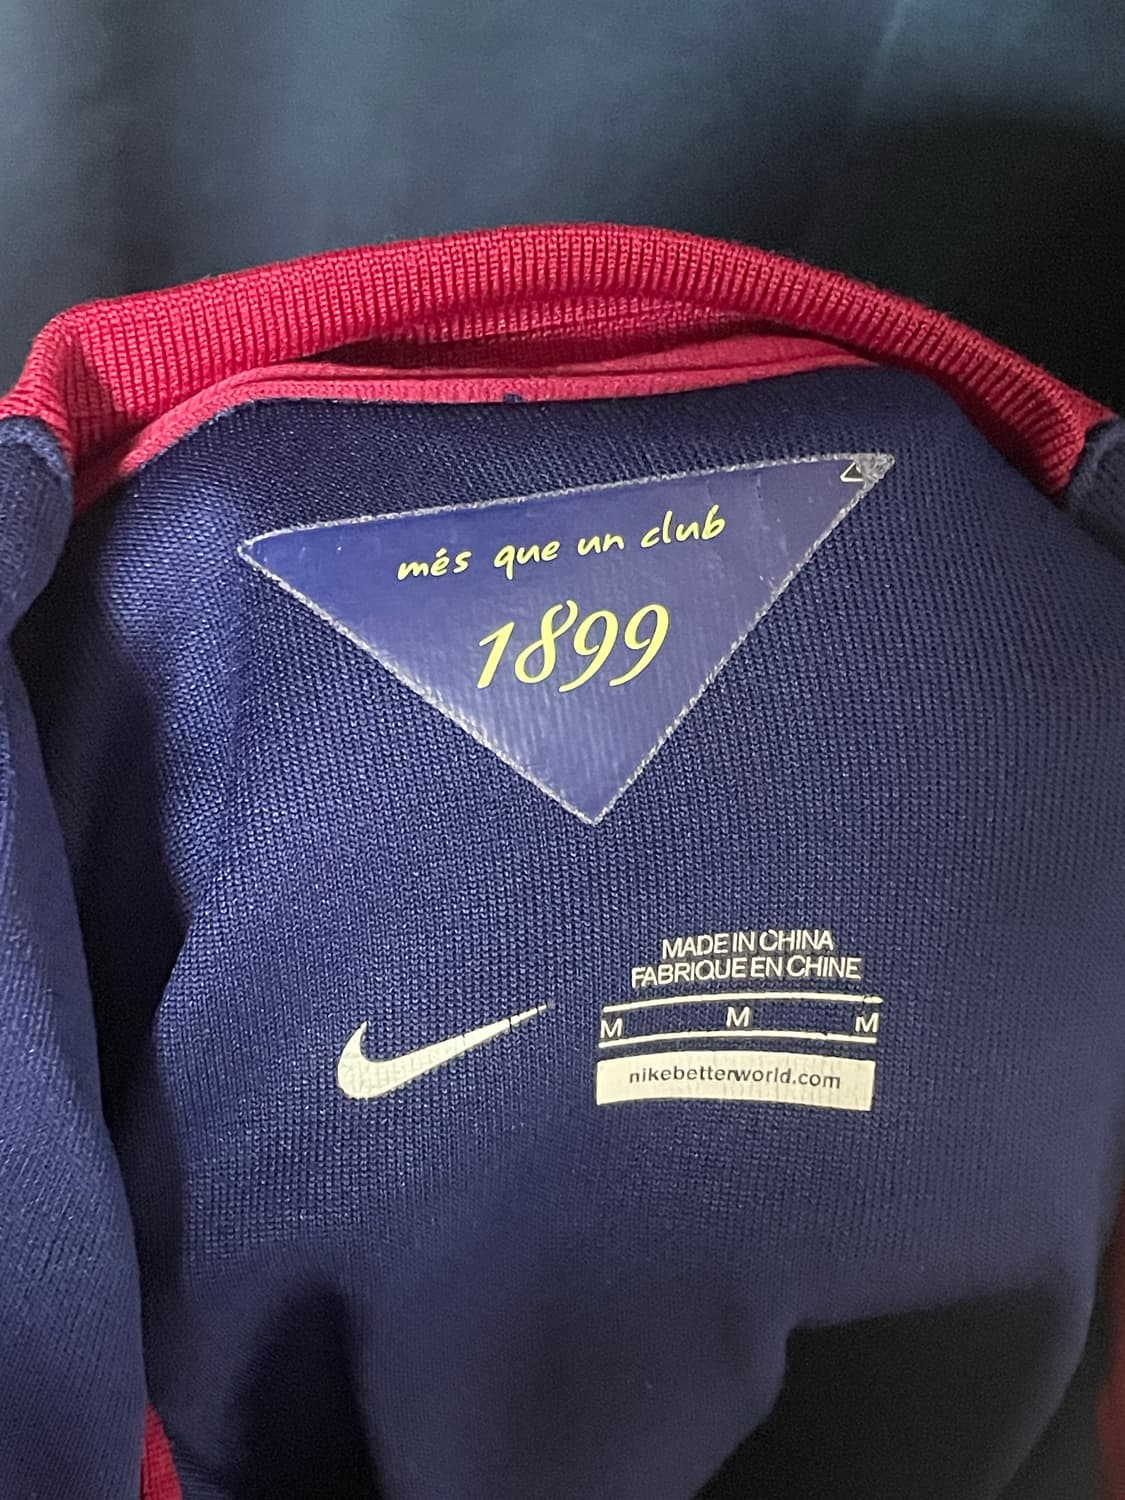 més que un club
1899
MADE IN CHINA
FABRIQUE EN CHINE
M M M
nikebetterworld.com